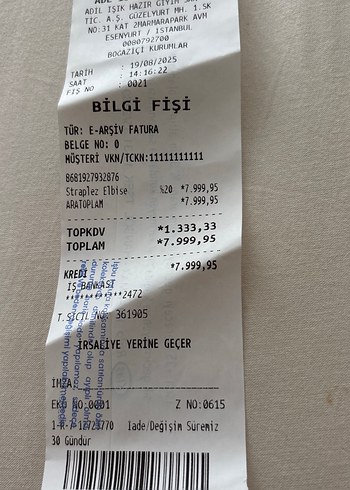 ADİL IŞIK HAZIR GİYİM SAN
TİC. A.Ş. GÜZELYURT MH. 1.SK
NO:31 KAT 2MARMARAPARK AVM
ESENYURT / İSTANBUL
0080792700
BOĞAZİÇİ KURUMLAR
TARİH : 19/08/2025
SAAT : 14:16:22
FİŞ NO : 0021
BİLGİ FİŞİ
TÜR: E-ARŞİV FATURA
BELGE NO: 0
MÜŞTERİ VKN/TCKN:11111111111
8681927932876
Straplez Elbise %20 *7.999,95
ARATOPLAM *7.999,95
TOPKDV *1.333,33
TOPLAM *7.999,95
KREDİ *7.999,95
İŞ BANKASI
************2472
T.SİCİL NO: 361905
İRSALİYE YERİNE GEÇER
İMZA:
EKÜ NO:0001 Z NO:0615
İade/Değişim Süremiz
30 Gündür